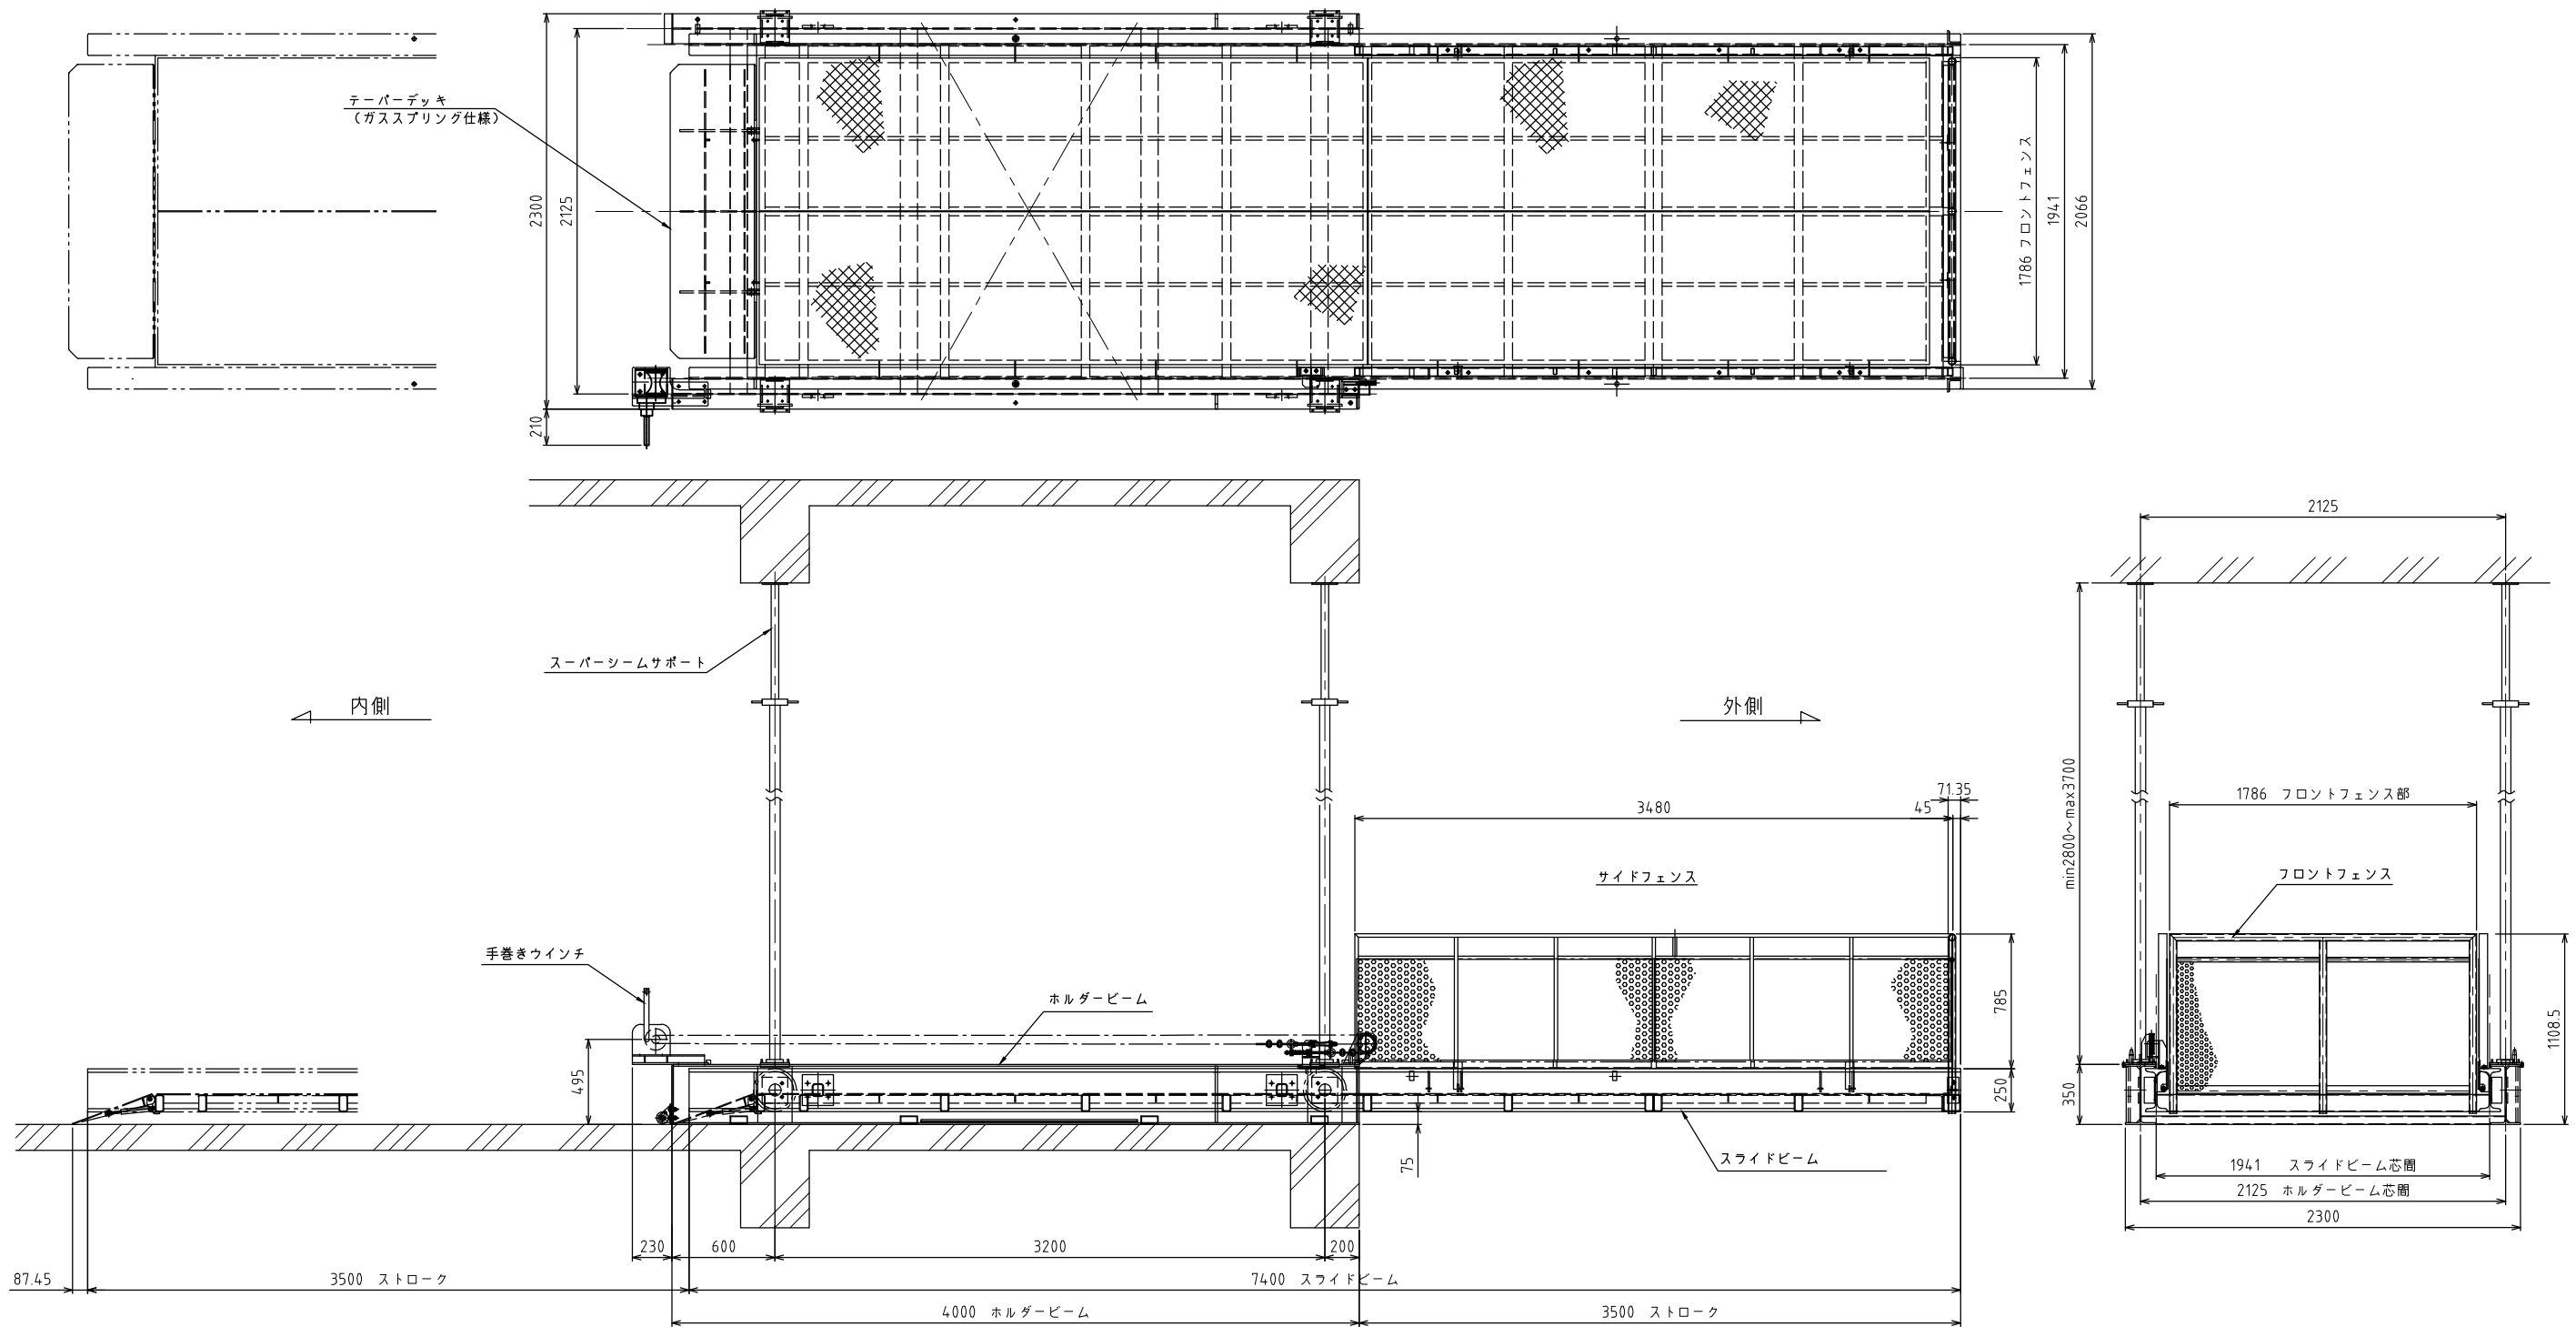 テーパーデッキ
（ガススプリング仕様）
2300
2125
210
1786 フロントフェンス
1941
2066
スーパーシームサポート
内側
外側
手巻きウインチ
ホルダービーム
495
75
サイドフェンス
3480
45
71.35
785
250
スライドビーム
230
600
3200
200
87.45
3500 ストローク
7400 スライドビーム
4000 ホルダービーム
3500 ストローク
2125
min2800～max3700
350
1786 フロントフェンス部
フロントフェンス
1108.5
1941 スライドビーム芯間
2125 ホルダービーム芯間
2300